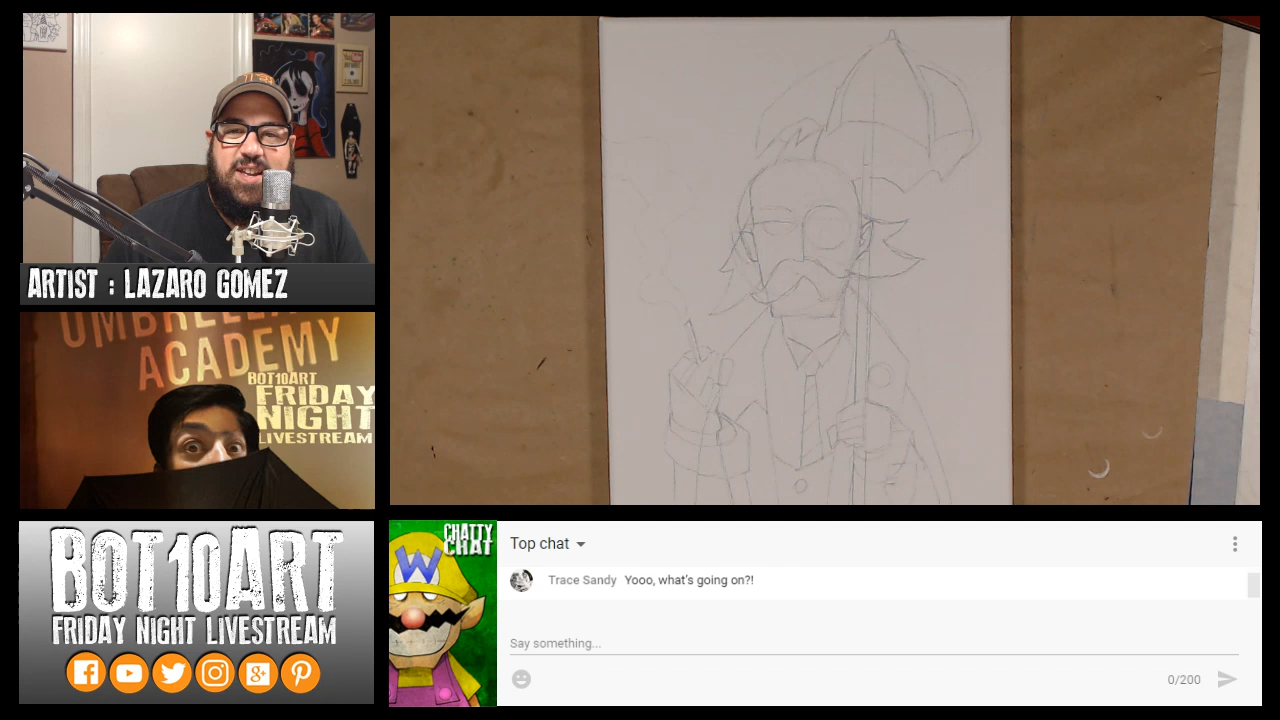 ARTIST : LAZARO GOMEZ
UMBRELLA
ACADEMY
BOT10ART
FRIDAY
NIGHT
LIVESTREAM
BOT10ART
FRIDAY NIGHT LIVESTREAM
CHATTY
CHAT
W
Top chat
Trace Sandy Yooo, what's going on?!
Say something...
0/200